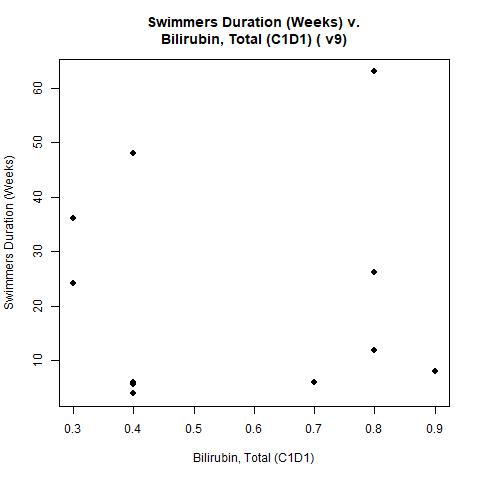 Swimmers Duration (Weeks) v.
Bilirubin, Total (C1D1) ( v9)
Swimmers Duration (Weeks)
60
50
40
30
20
10
0.3 0.4 0.5 0.6 0.7 0.8 0.9
Bilirubin, Total (C1D1)